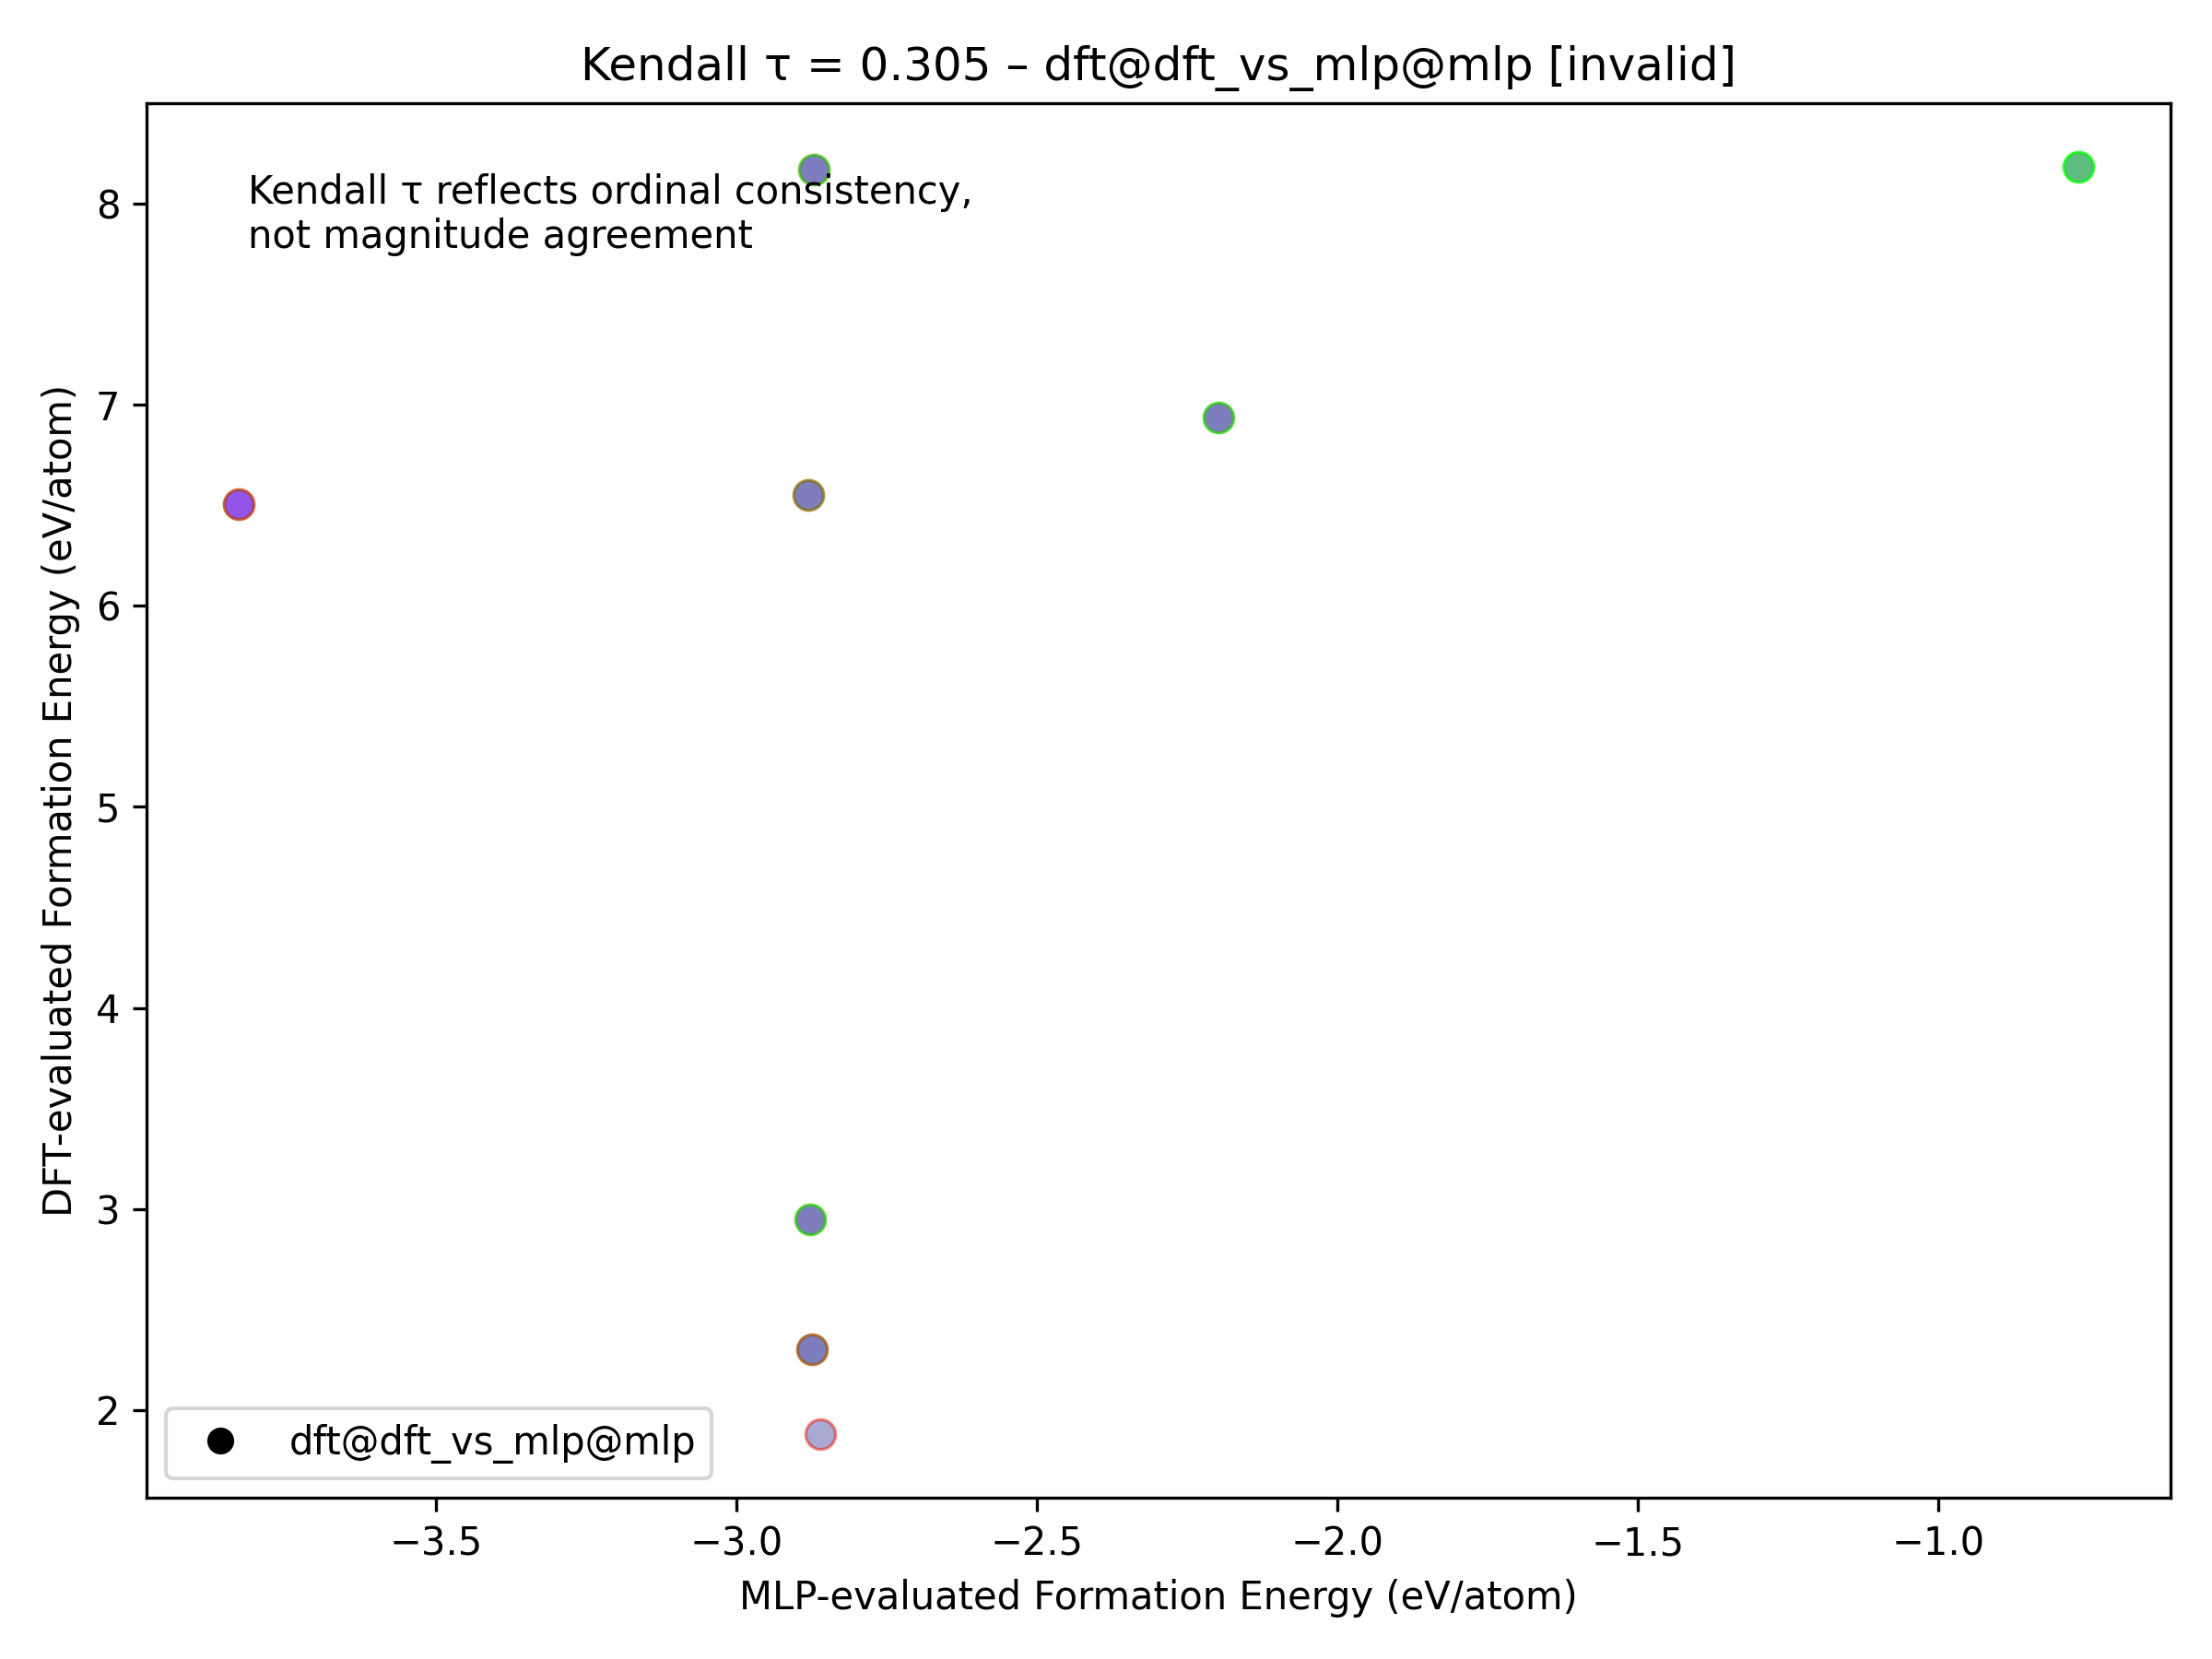 Kendall τ = 0.305 – dft@dft_vs_mlp@mlp [invalid]
Kendall τ reflects ordinal consistency,
not magnitude agreement
DFT-evaluated Formation Energy (eV/atom)
8
7
6
5
4
3
2
dft@dft_vs_mlp@mlp
−3.5
−3.0
−2.5
−2.0
−1.5
−1.0
MLP-evaluated Formation Energy (eV/atom)